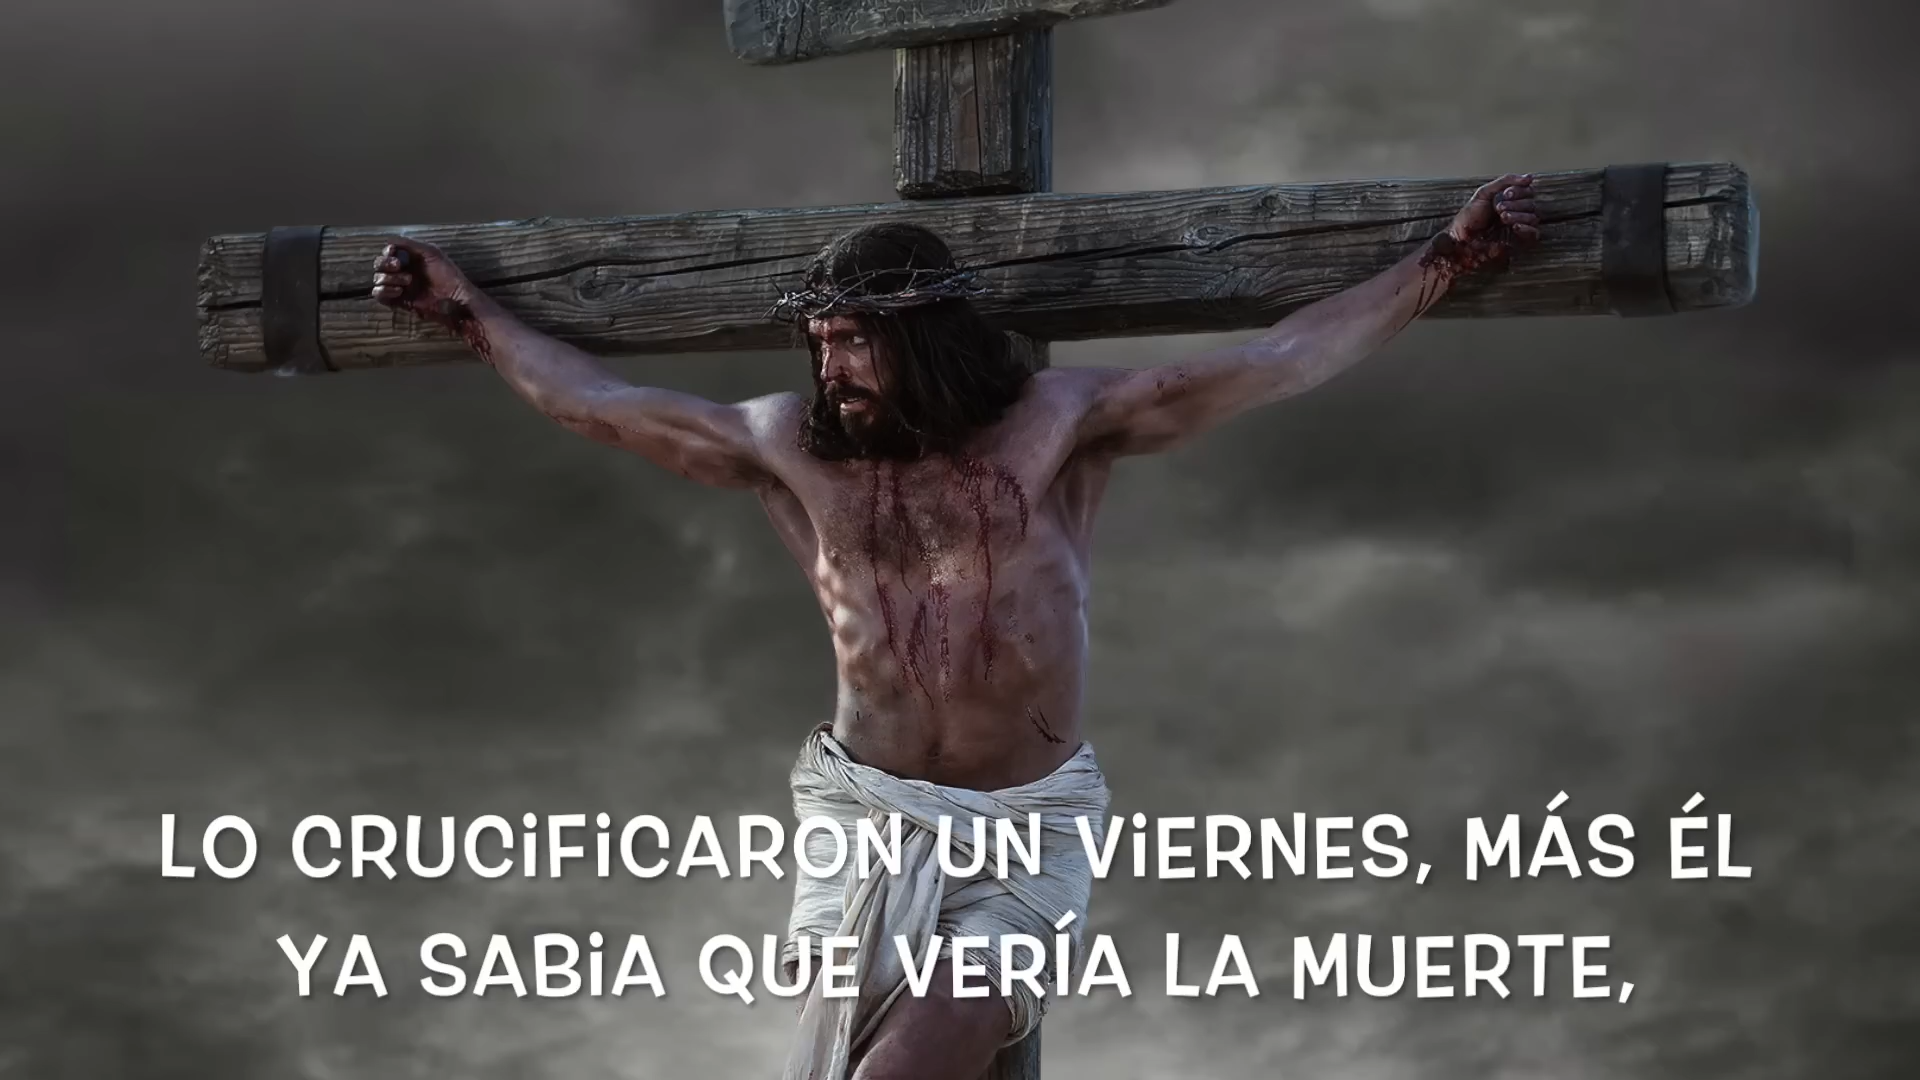 LO CRUCiFiCARON UN ViERNES, MÁS ÉL
YA SABiA QUE VERÍA LA MUERTE,